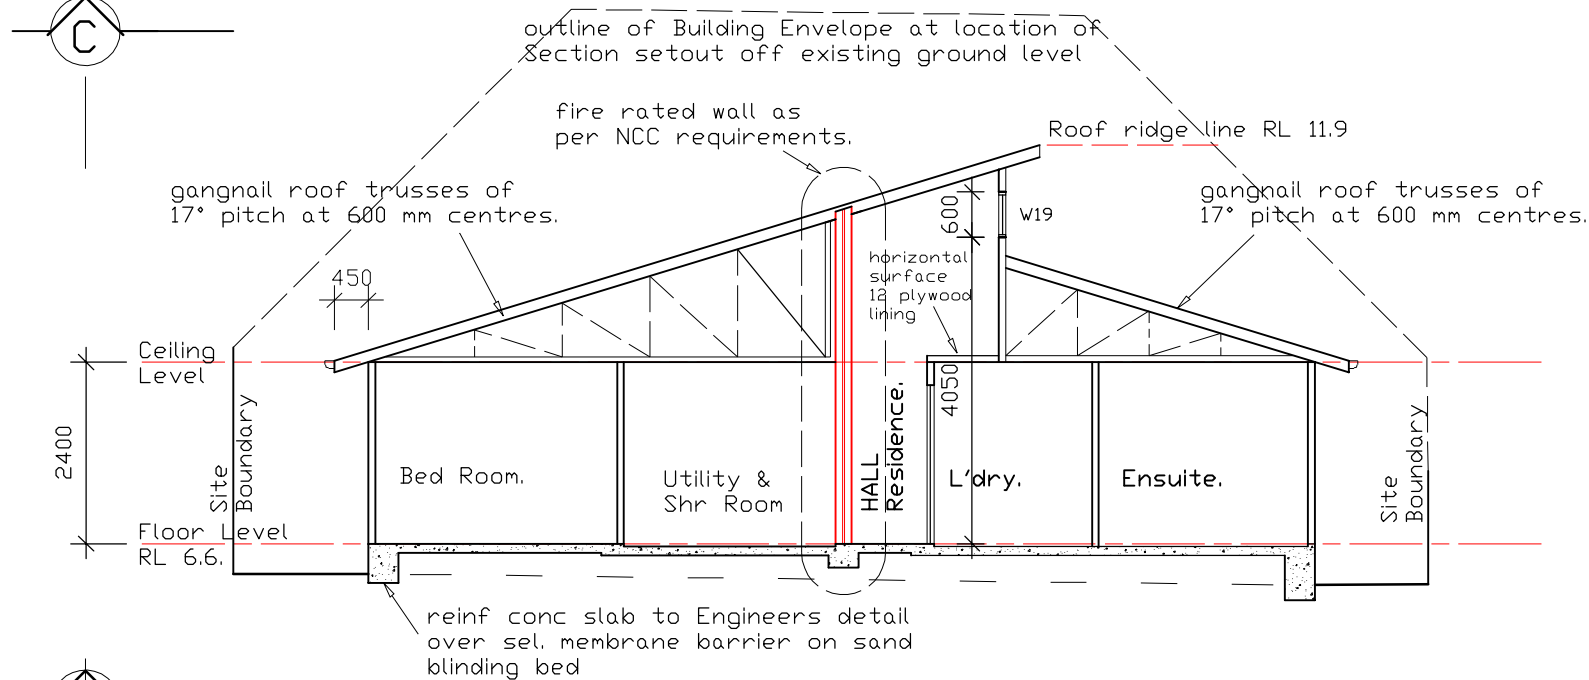 C
outline of Building Envelope at location of
Section setout off existing ground level
fire rated wall as
per NCC requirements.
Roof ridge line RL 11.9
gangnail roof trusses of
17° pitch at 600 mm centres.
gangnail roof trusses of
17° pitch at 600 mm centres.
600
W19
450
horizontal
surface
12 plywood
lining
Ceiling
Level
4050
2400
Site
Boundary
Bed Room.
Utility &
Shr Room
HALL
Residence.
L'dry.
Ensuite.
Site
Boundary
Floor Level
RL 6.6.
reinf conc slab to Engineers detail
over sel. membrane barrier on sand
blinding bed